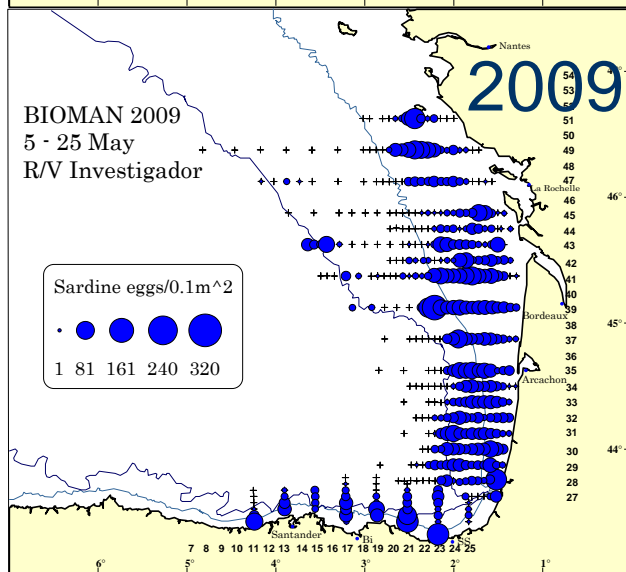 Nantes
2009
54
53
52
51
50
49
48
47
46
45
44
43
42
41
40
39
38
37
36
35
34
33
32
31
30
29
28
27
BIOMAN 2009
5 - 25 May
R/V Investigador
La Rochelle
46°
Sardine eggs/0.1m^2
1 81 161 240 320
Bordeaux
45°
Arcachon
44°
Santander
Bi
SS
7 8 9 10 11 12 13 14 15 16 17 18 19 20 21 22 23 24 25
6° 5° 4° 3° 2° 1°